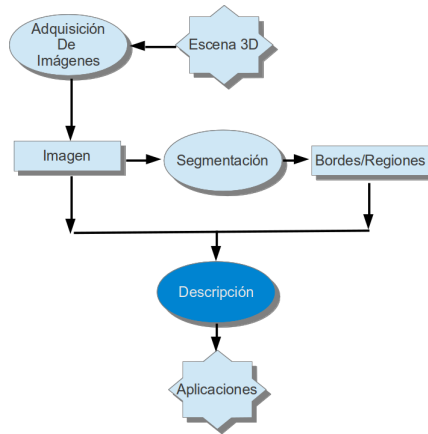 Adquisición
De
Imágenes
Escena 3D
Imagen
Segmentación
Bordes/Regiones
Descripción
Aplicaciones